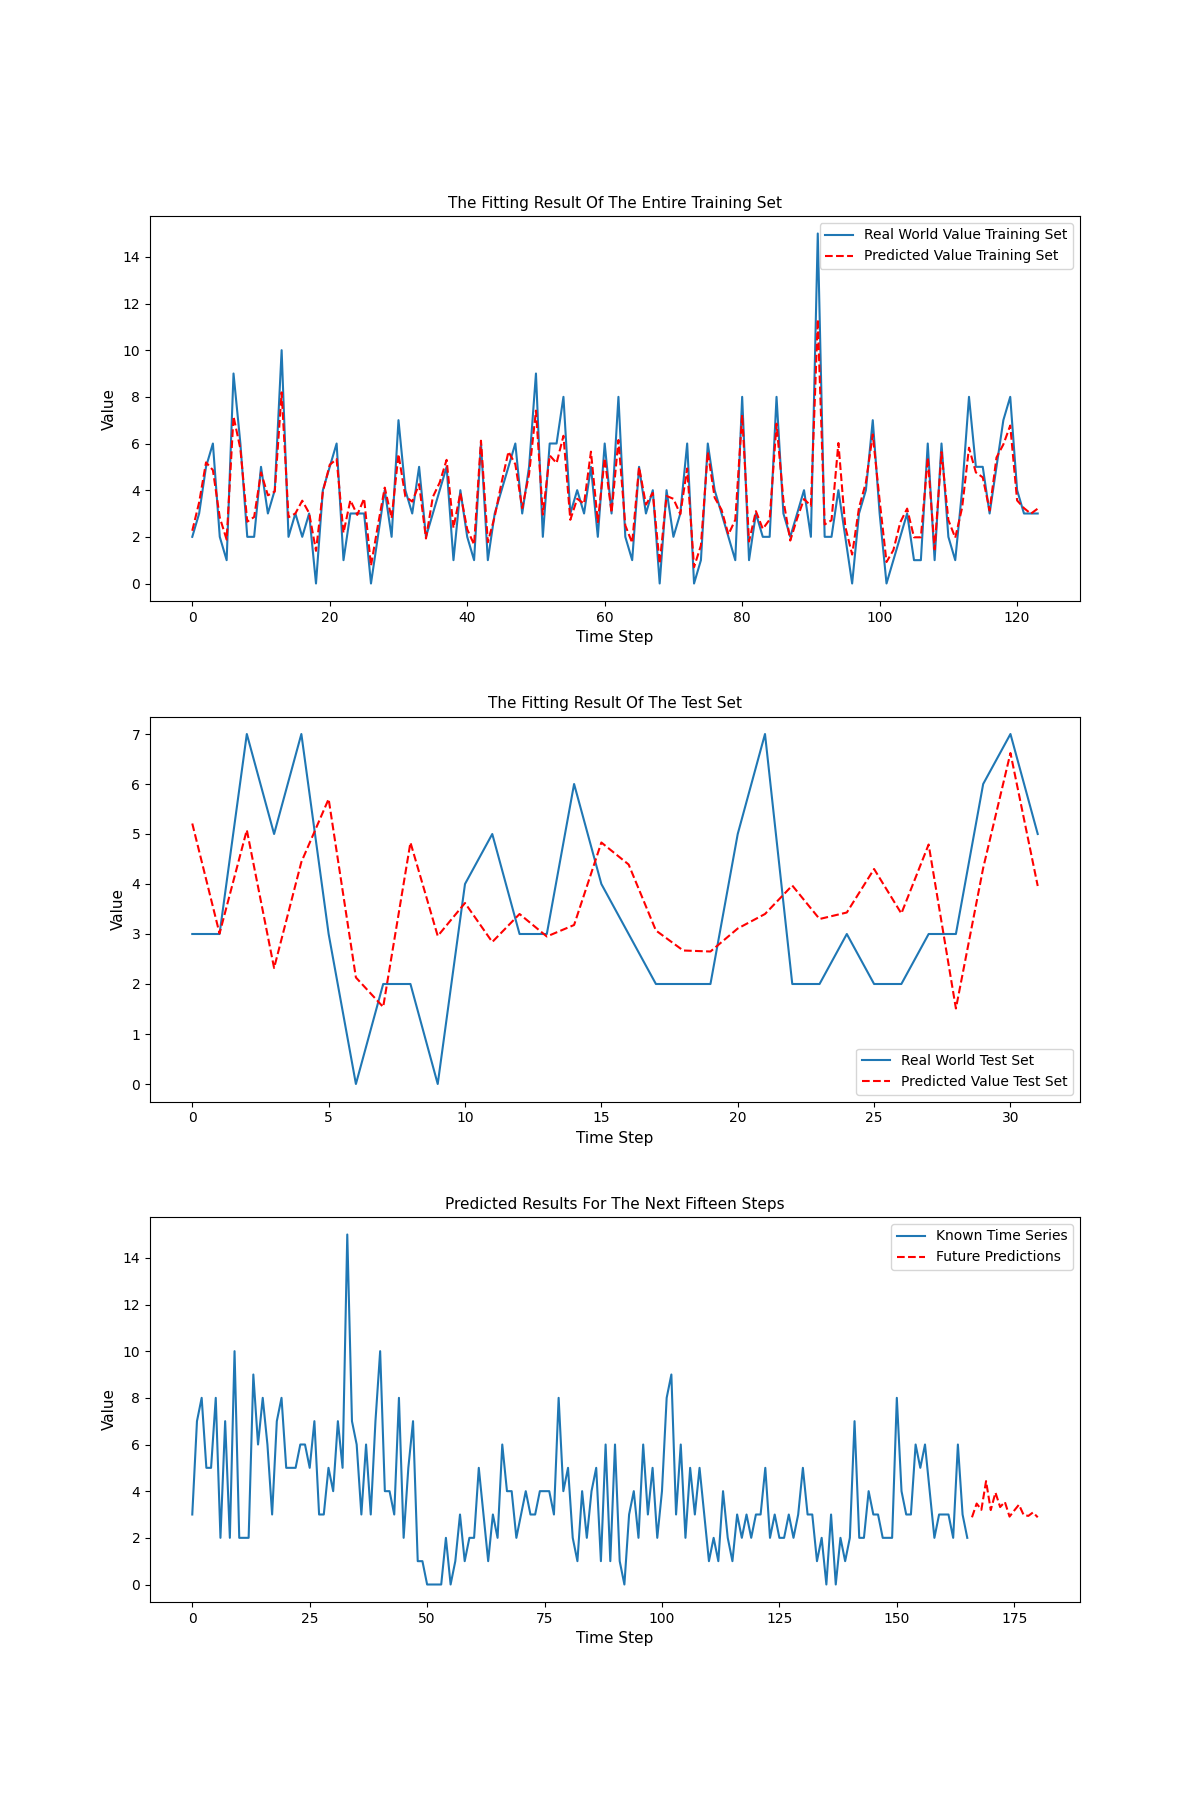 The Fitting Result Of The Entire Training Set
Real World Value Training Set
Predicted Value Training Set
Value
14
12
10
8
6
4
2
0
0 20 40 60 80 100 120
Time Step
The Fitting Result Of The Test Set
Value
7
6
5
4
3
2
1
0
Real World Test Set
Predicted Value Test Set
0 5 10 15 20 25 30
Time Step
Predicted Results For The Next Fifteen Steps
Known Time Series
Future Predictions
Value
14
12
10
8
6
4
2
0
0 25 50 75 100 125 150 175
Time Step